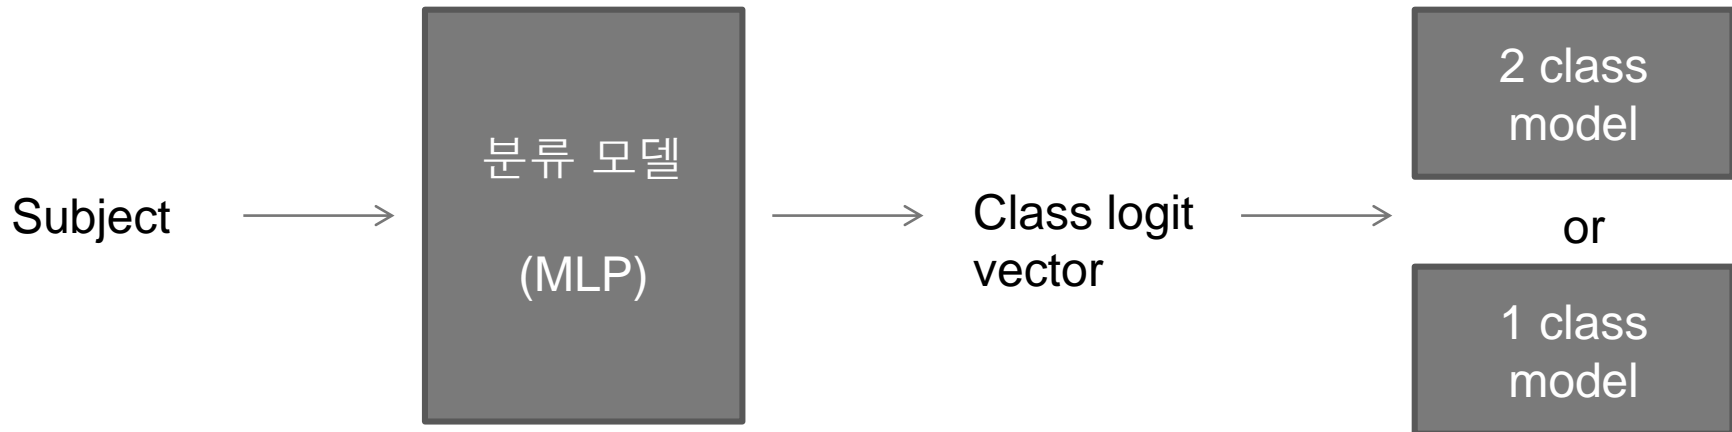 Subject
분류 모델
(MLP)
Class logit
vector
2 class
model
or
1 class
model